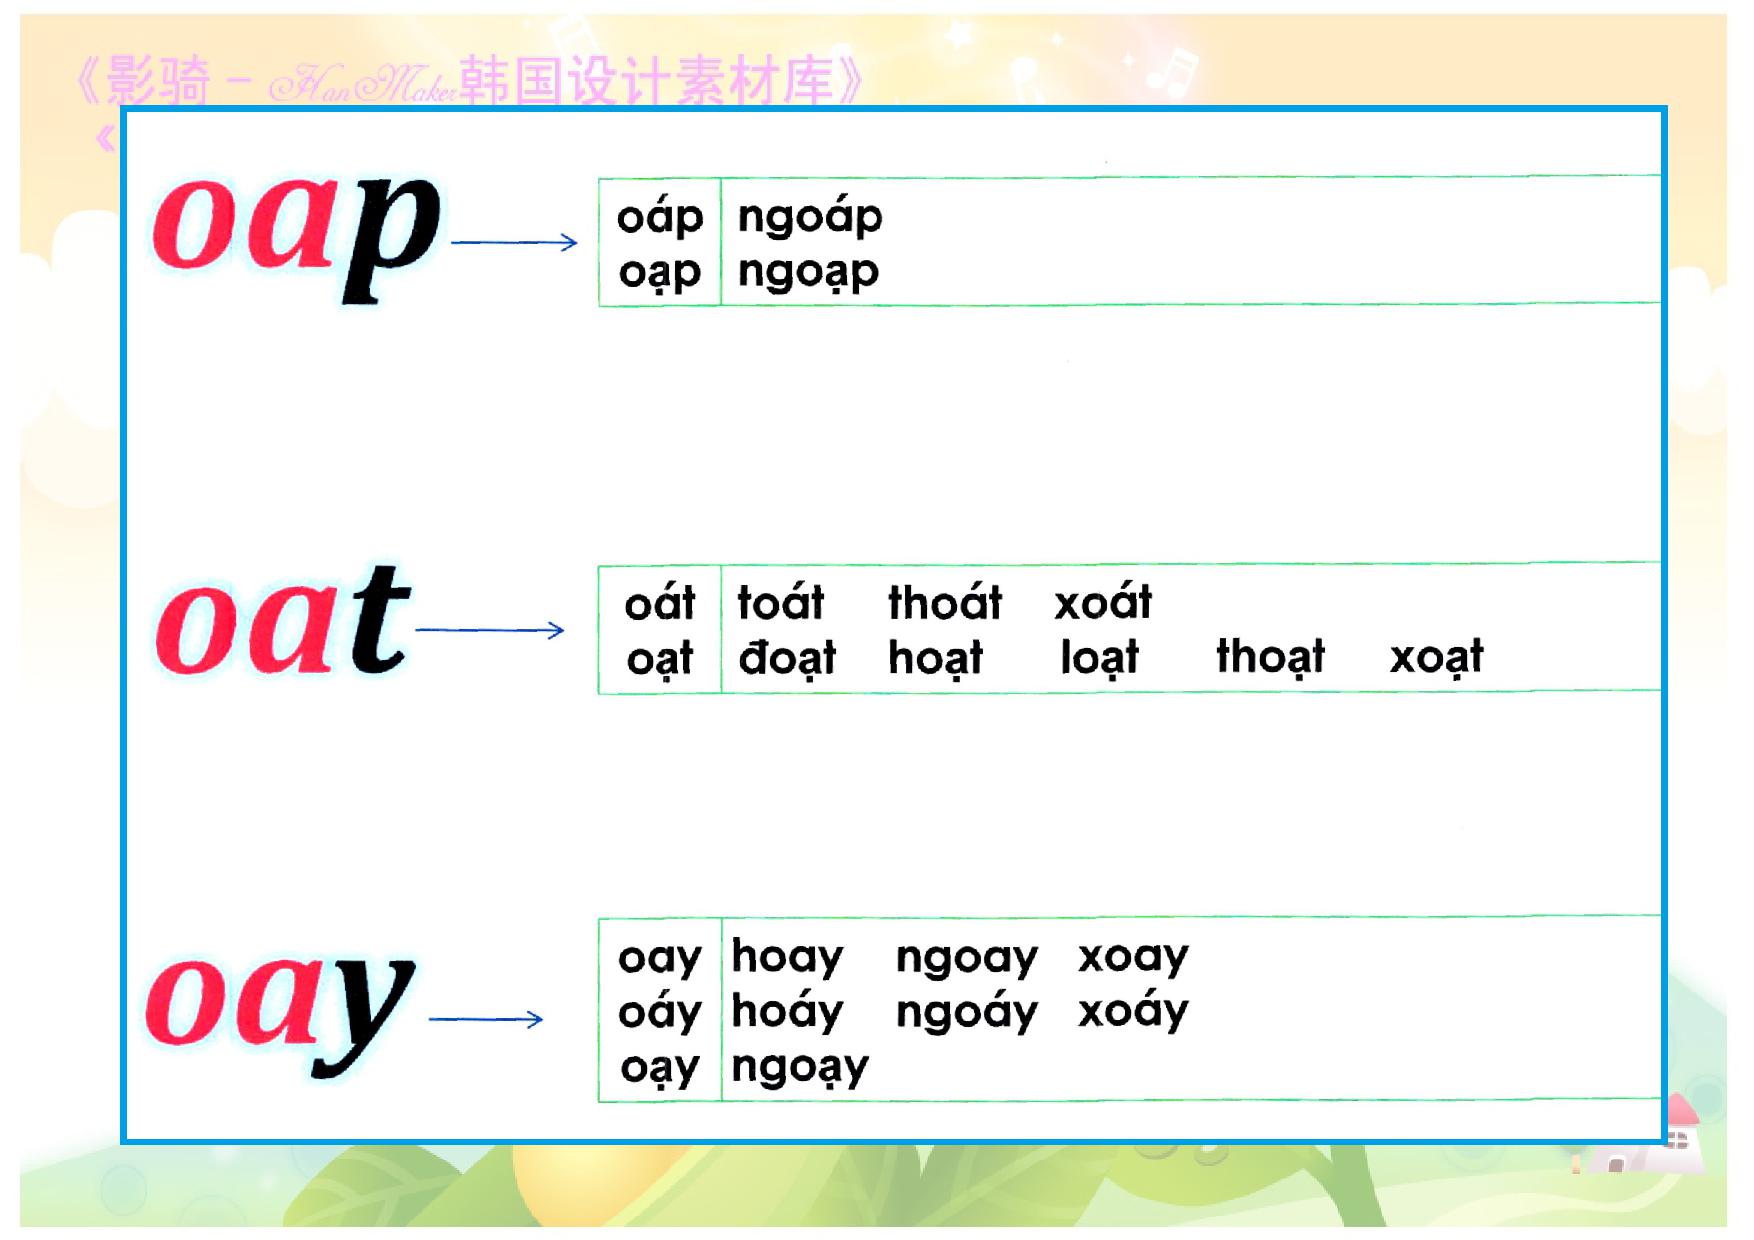 《影骑 - HanMaker韩国设计素材库》
《
oap
oáp ngoáp
oạp ngoạp
oat
oát toát thoát xoát
oạt đoạt hoạt loạt thoạt xoạt
oay
oay hoay ngoay xoay
oáy hoáy ngoáy xoáy
oạy ngoạy